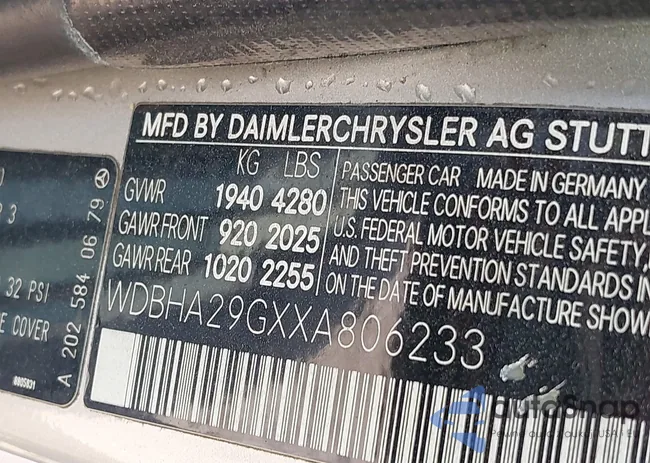 MFD BY DAIMLERCHRYSLER AG STUTT
KG LBS
GVWR 1940 4280
GAWR FRONT 920 2025
GAWR REAR 1020 2255
PASSENGER CAR MADE IN GERMANY
THIS VEHICLE CONFORMS TO ALL APPL
U.S. FEDERAL MOTOR VEHICLE SAFETY,
AND THEFT PREVENTION STANDARDS IN
ON THE DATE OF MANUFACTURE SHOW
WDBHA29GXXA806233
32 PSI
E COVER
A 202 584 06 79
autoSnap